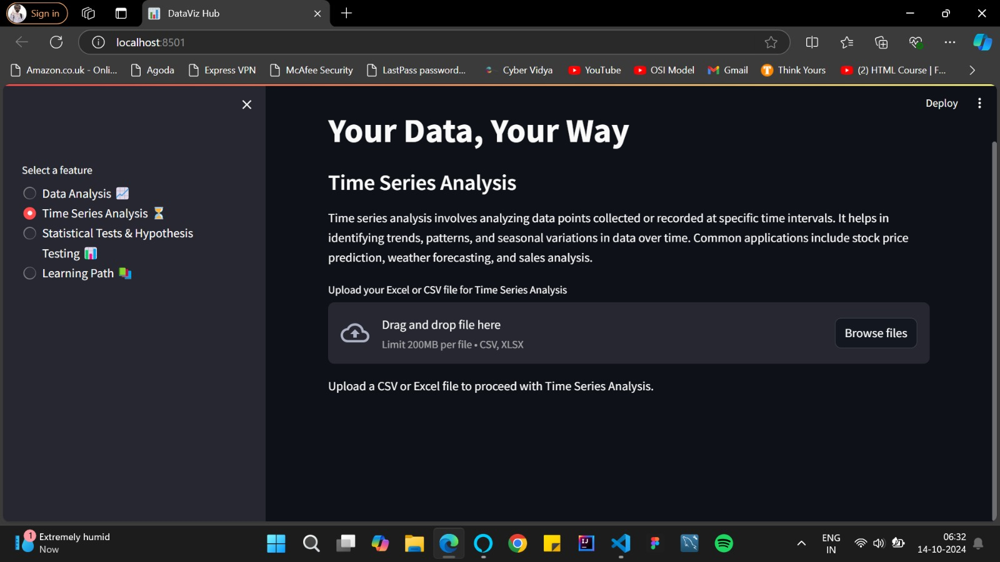 Sign in
DataViz Hub
localhost:8501
Amazon.co.uk - Onli...
Agoda
Express VPN
McAfee Security
LastPass password...
Cyber Vidya
YouTube
OSI Model
Gmail
Think Yours
(2) HTML Course | F...
Deploy
Select a feature
Data Analysis
Time Series Analysis
Statistical Tests & Hypothesis
Testing
Learning Path
Your Data, Your Way
Time Series Analysis
Time series analysis involves analyzing data points collected or recorded at specific time intervals. It helps in
identifying trends, patterns, and seasonal variations in data over time. Common applications include stock price
prediction, weather forecasting, and sales analysis.
Upload your Excel or CSV file for Time Series Analysis
Drag and drop file here
Limit 200MB per file • CSV, XLSX
Browse files
Upload a CSV or Excel file to proceed with Time Series Analysis.
1
Extremely humid
Now
IJ
ENG
IN
06:32
14-10-2024